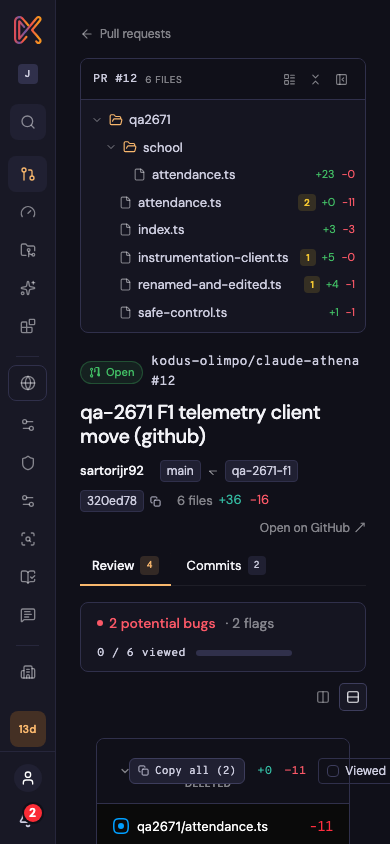 Pull requests
J
PR #12 6 FILES
qa2671
school
attendance.ts +23 −0
attendance.ts 2 +0 −11
index.ts +3 −3
instrumentation-client.ts 1 +5 −0
renamed-and-edited.ts 1 +4 −1
safe-control.ts +1 −1
Open kodus-olimpo/claude-athena
#12
qa-2671 F1 telemetry client
move (github)
sartorijr92 main ← qa-2671-f1
320ed78 6 files +36 −16
Open on GitHub ↗
Review 4 Commits 2
2 potential bugs · 2 flags
0 / 6 viewed
13d
Copy all (2) +0 −11 Viewed
DELETED
2
qa2671/attendance.ts −11